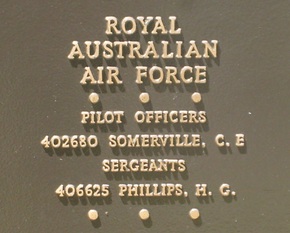 ROYAL
AUSTRALIAN
AIR FORCE
PILOT OFFICERS
402680 SOMERVILLE, C. E
SERGEANTS
406625 PHILLIPS, H. G.